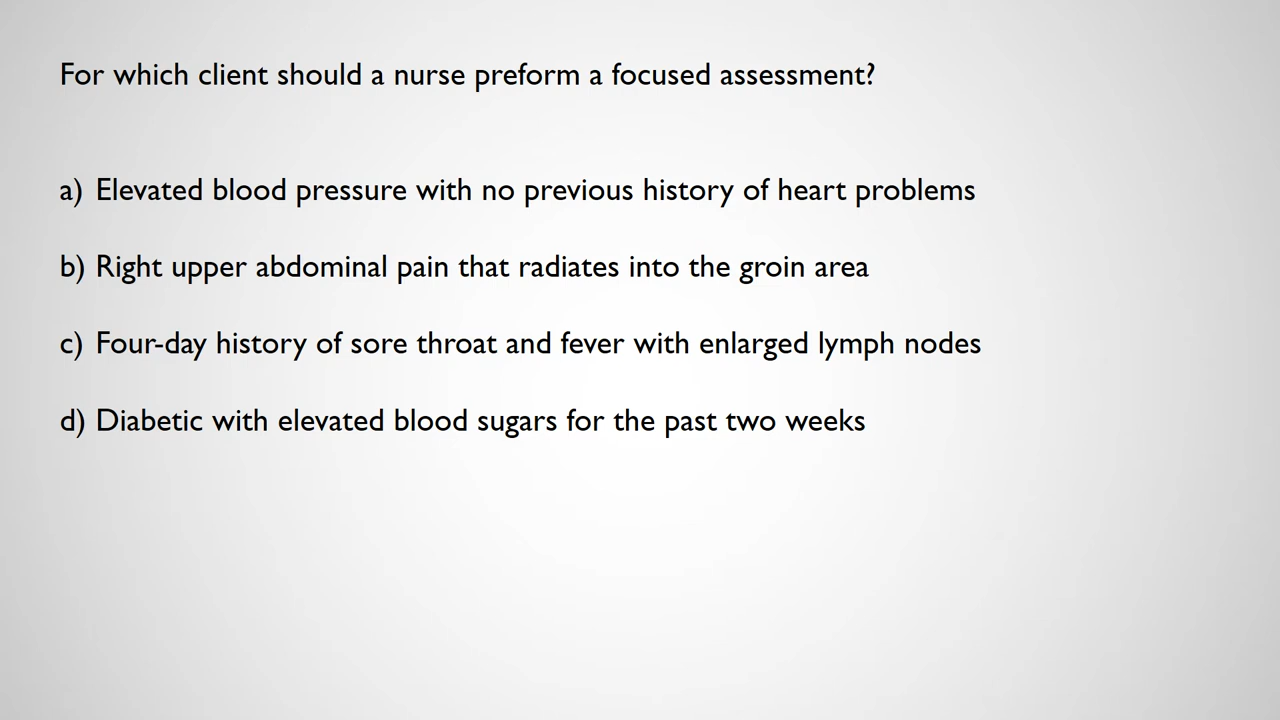 For which client should a nurse preform a focused assessment?
a) Elevated blood pressure with no previous history of heart problems
b) Right upper abdominal pain that radiates into the groin area
c) Four-day history of sore throat and fever with enlarged lymph nodes
d) Diabetic with elevated blood sugars for the past two weeks